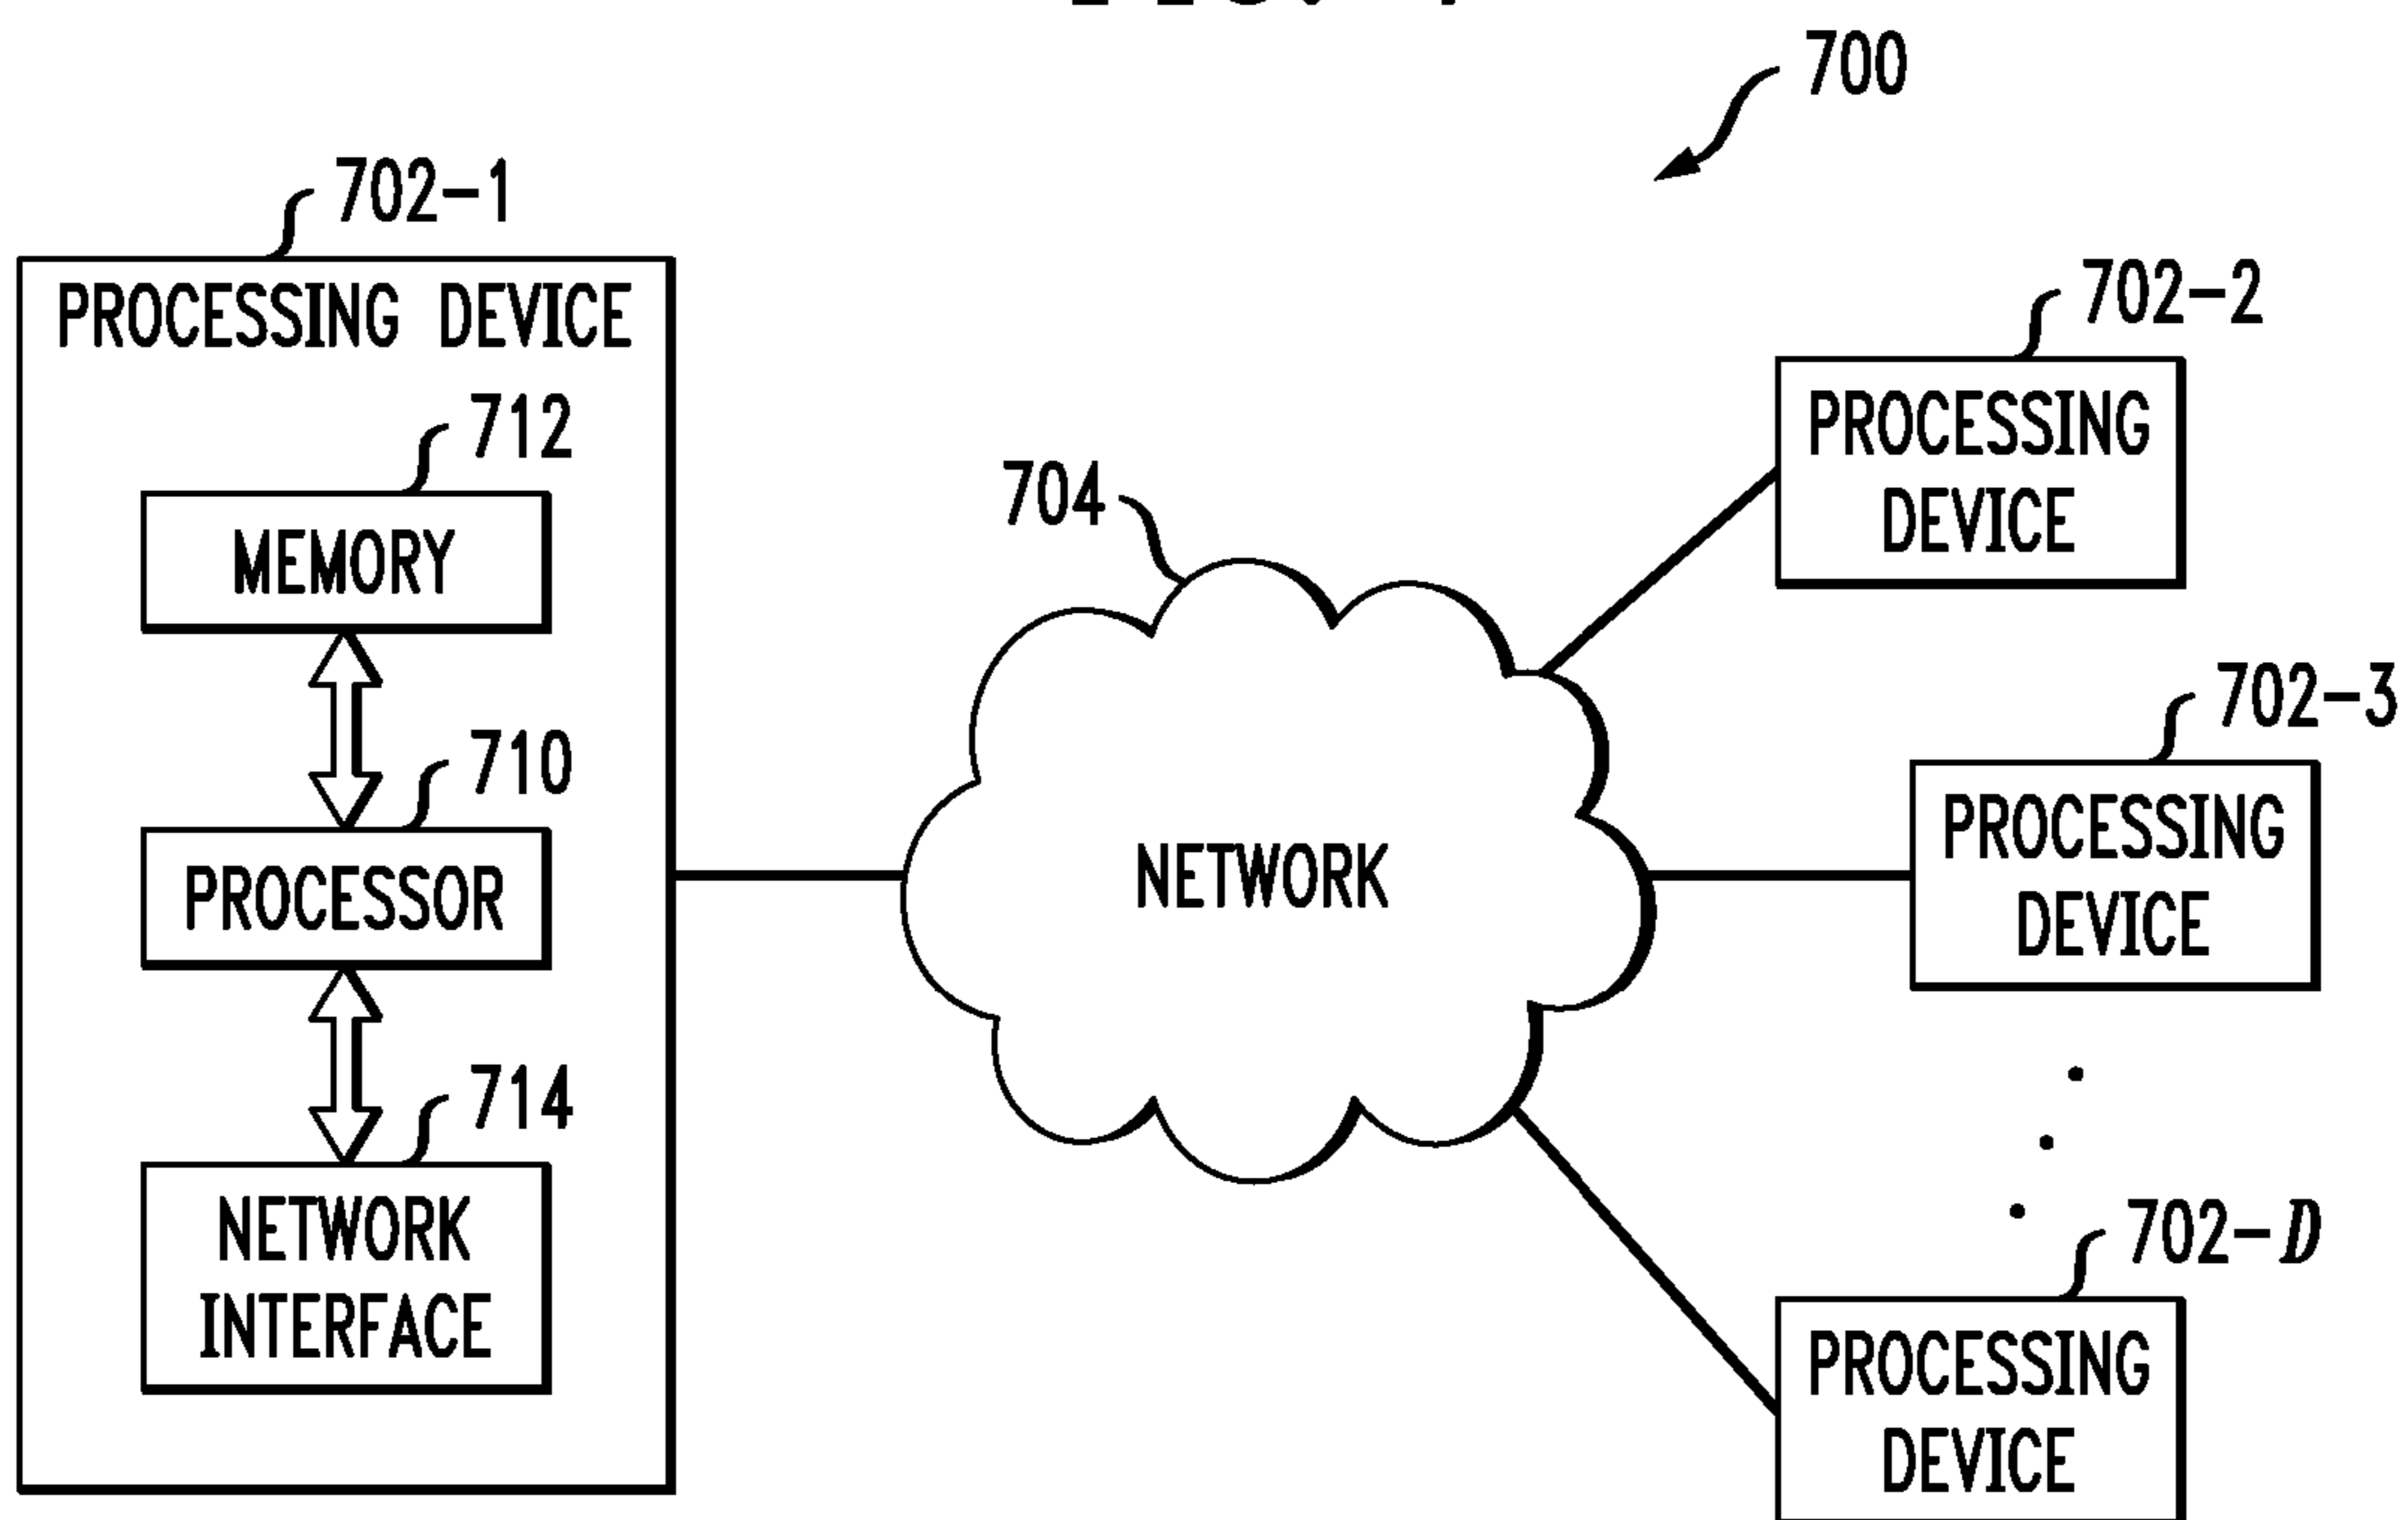 700
702-1
PROCESSING DEVICE
712
MEMORY
710
PROCESSOR
714
NETWORK
INTERFACE
704
NETWORK
702-2
PROCESSING
DEVICE
702-3
PROCESSING
DEVICE
702-D
PROCESSING
DEVICE